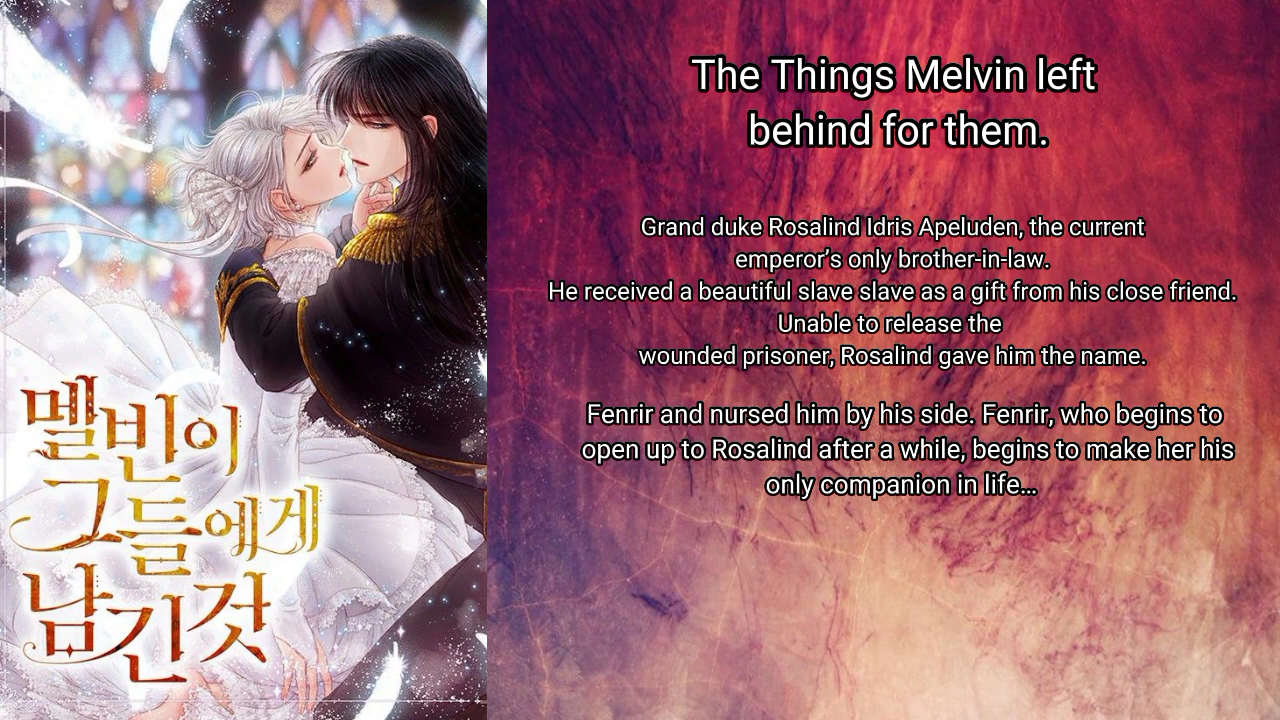 멜빈이
그들에게
남긴것
The Things Melvin left
behind for them.
Grand duke Rosalind Idris Apeluden, the current
emperor's only brother-in-law.
He received a beautiful slave slave as a gift from his close friend.
Unable to release the
wounded prisoner, Rosalind gave him the name.
Fenrir and nursed him by his side. Fenrir, who begins to
open up to Rosalind after a while, begins to make her his
only companion in life...